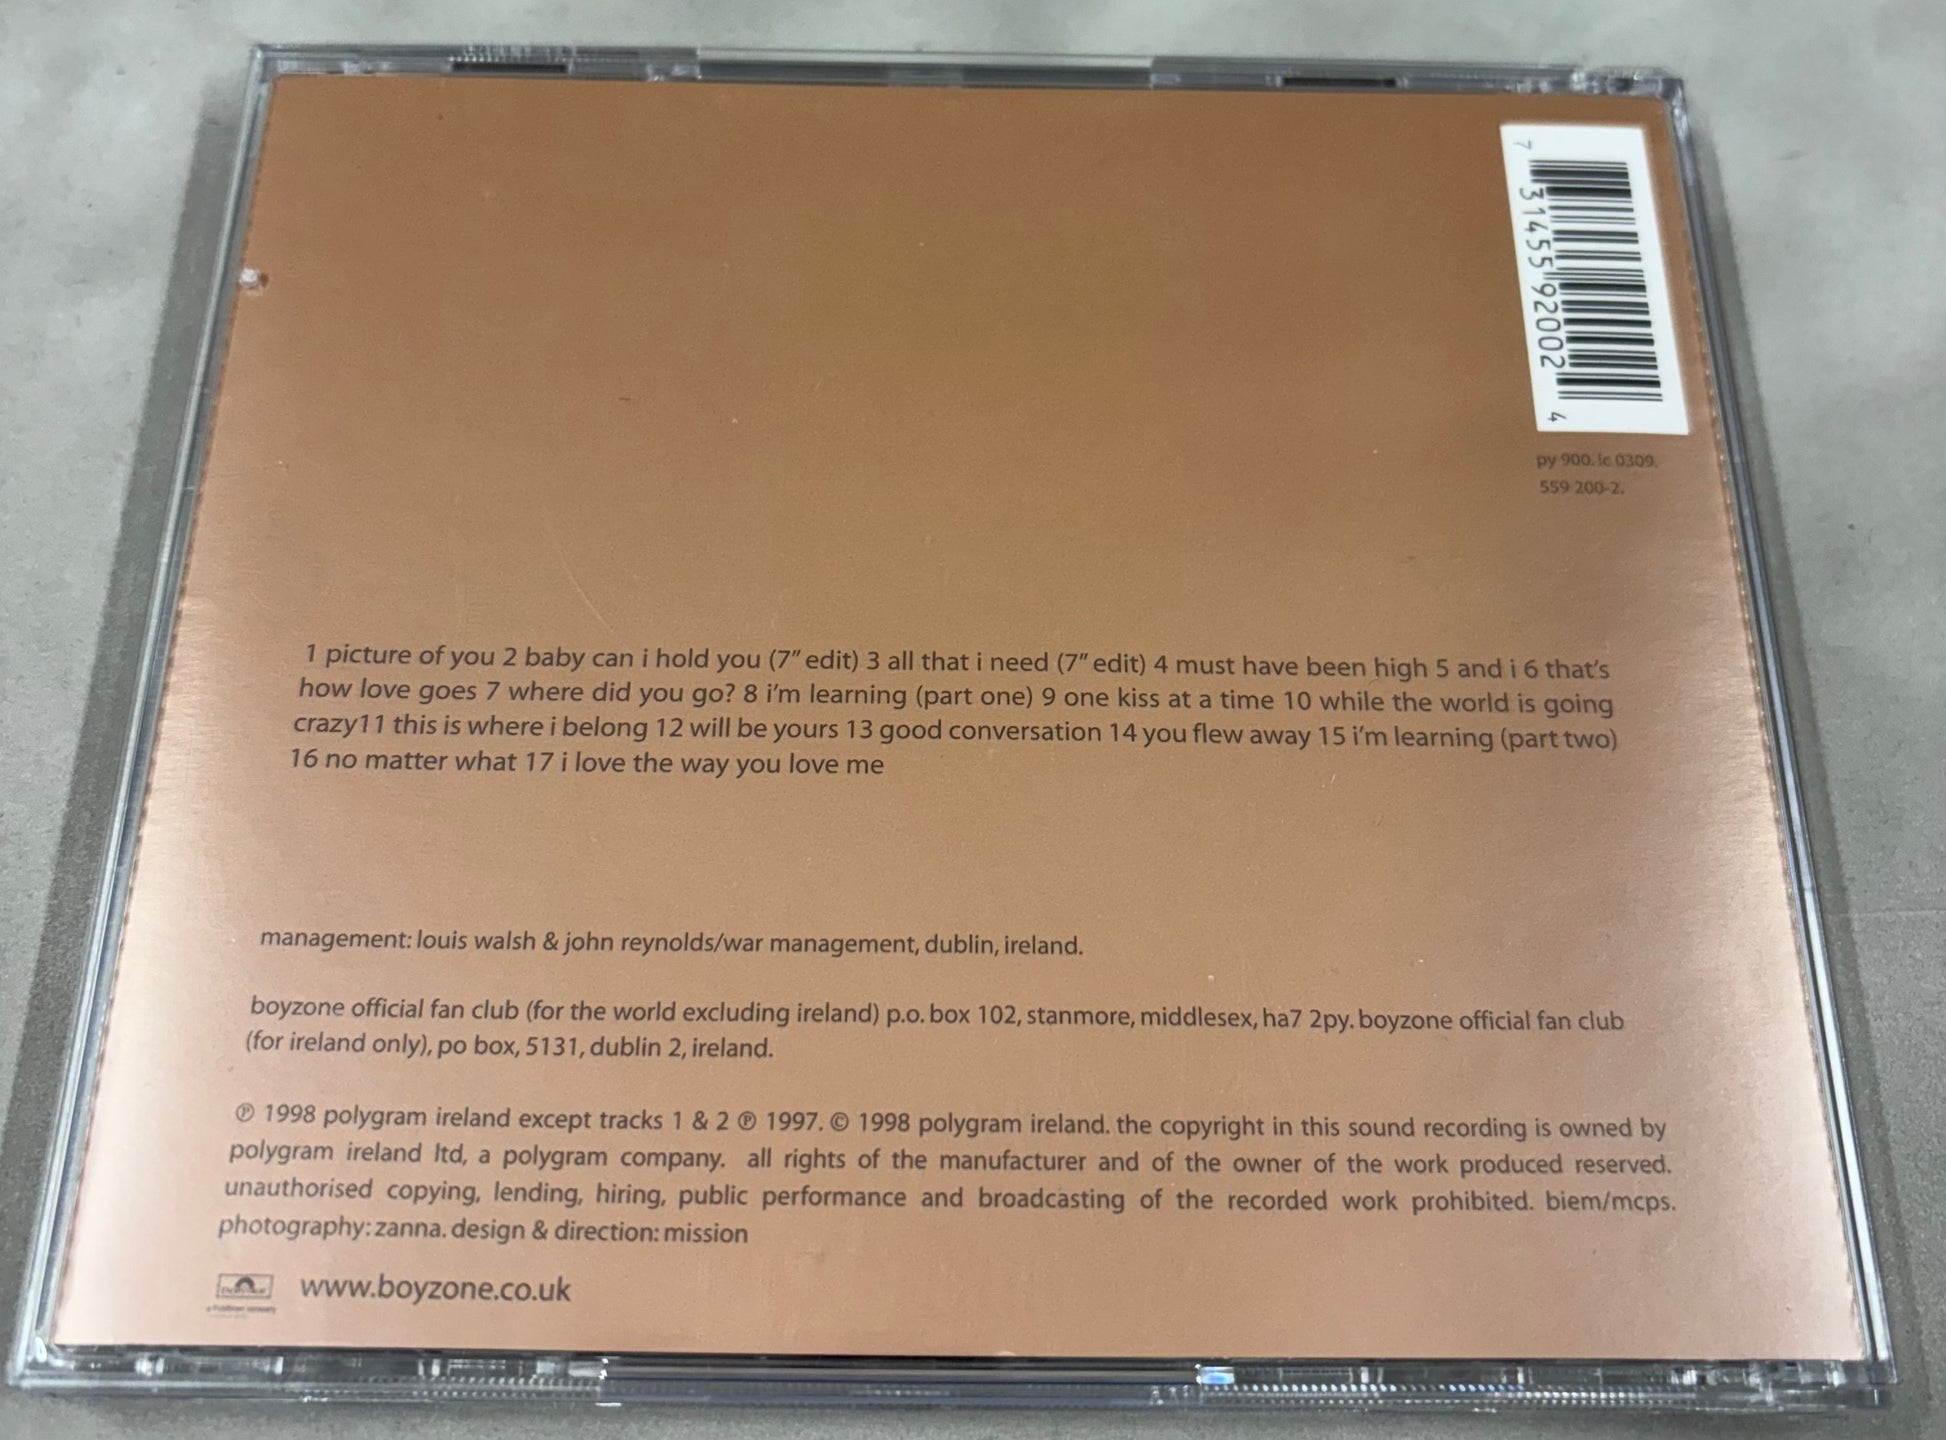 7 31455 92002 4
py 900. lc 0309.
559 200-2.
1 picture of you 2 baby can i hold you (7" edit) 3 all that i need (7" edit) 4 must have been high 5 and i 6 that's
how love goes 7 where did you go? 8 i'm learning (part one) 9 one kiss at a time 10 while the world is going
crazy11 this is where i belong 12 will be yours 13 good conversation 14 you flew away 15 i'm learning (part two)
16 no matter what 17 i love the way you love me
management: louis walsh & john reynolds/war management, dublin, ireland.
boyzone official fan club (for the world excluding ireland) p.o. box 102, stanmore, middlesex, ha7 2py. boyzone official fan club
(for ireland only), po box, 5131, dublin 2, ireland.
℗ 1998 polygram ireland except tracks 1 & 2 ℗ 1997. © 1998 polygram ireland. the copyright in this sound recording is owned by
polygram ireland ltd, a polygram company. all rights of the manufacturer and of the owner of the work produced reserved.
unauthorised copying, lending, hiring, public performance and broadcasting of the recorded work prohibited. biem/mcps.
photography: zanna. design & direction: mission
www.boyzone.co.uk